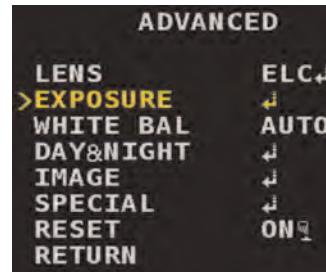 ADVANCED
LENS ELC↲
>EXPOSURE ↲
WHITE BAL AUTO
DAY&NIGHT ↲
IMAGE ↲
SPECIAL ↲
RESET ON↲
RETURN